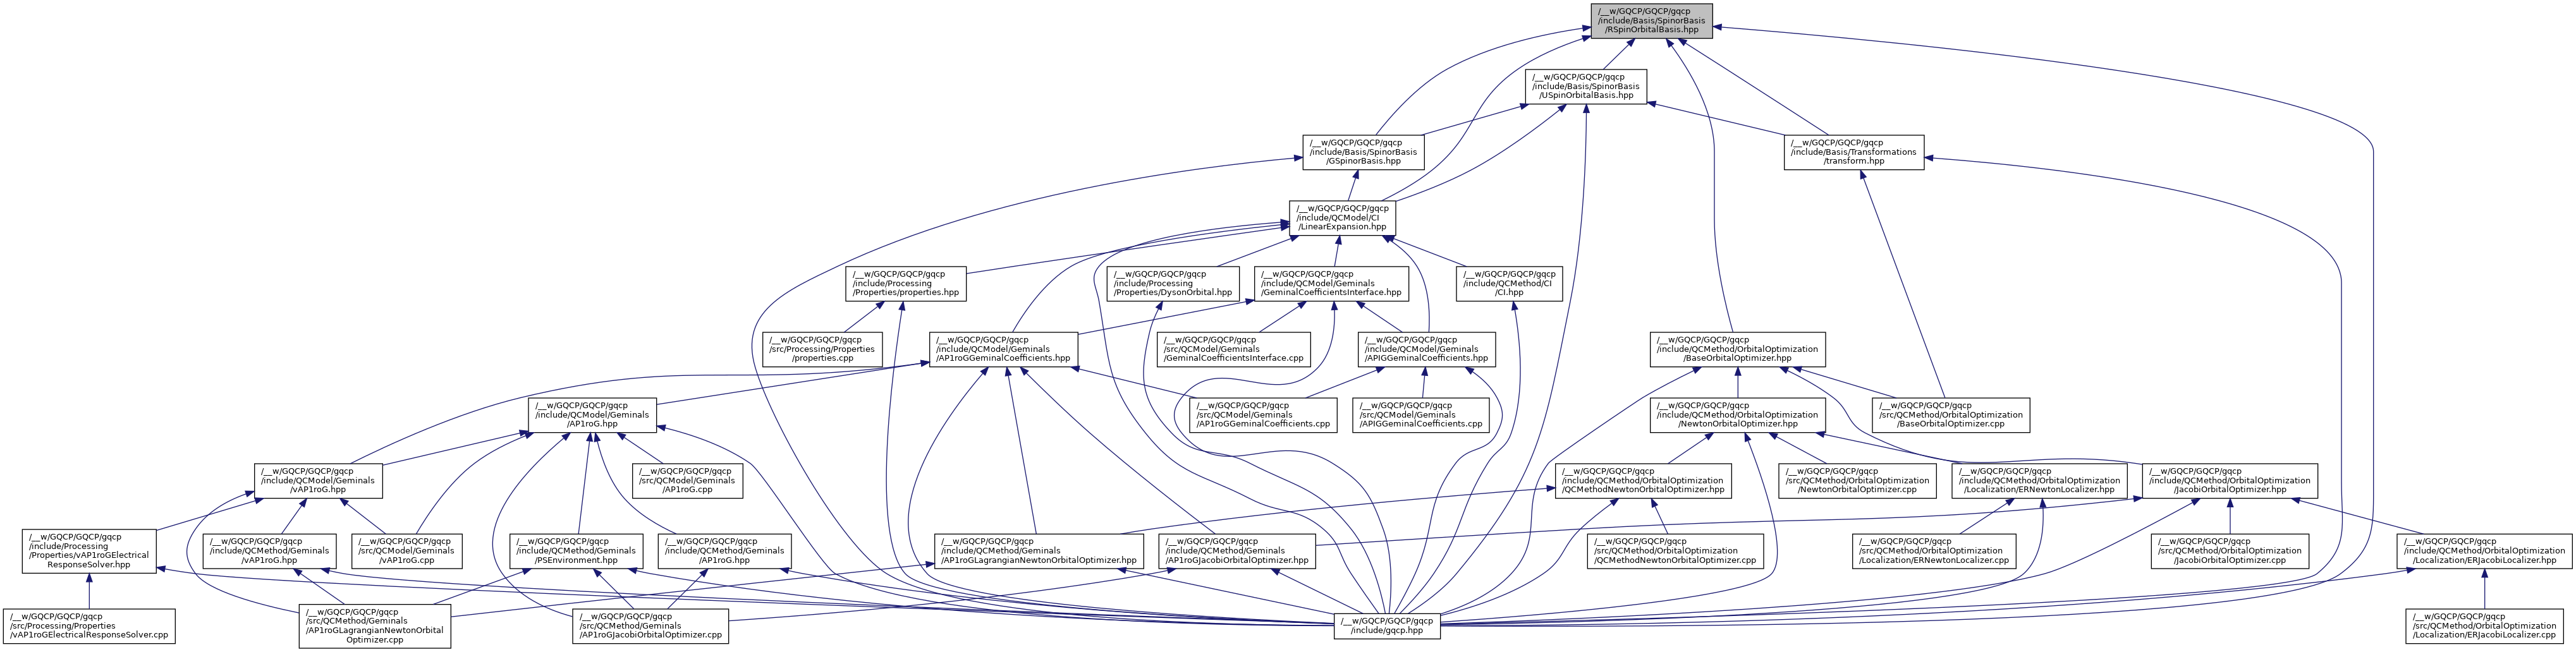 /__w/GQCP/GQCP/gqcp
/include/Basis/SpinorBasis
/RSpinOrbitalBasis.hpp
/__w/GQCP/GQCP/gqcp
/include/Basis/SpinorBasis
/USpinOrbitalBasis.hpp
/__w/GQCP/GQCP/gqcp
/include/Basis/SpinorBasis
/GSpinorBasis.hpp
/__w/GQCP/GQCP/gqcp
/include/Basis/Transformations
/transform.hpp
/__w/GQCP/GQCP/gqcp
/include/QCModel/CI
/LinearExpansion.hpp
/__w/GQCP/GQCP/gqcp
/include/Processing
/Properties/properties.hpp
/__w/GQCP/GQCP/gqcp
/include/Processing
/Properties/DysonOrbital.hpp
/__w/GQCP/GQCP/gqcp
/include/QCModel/Geminals
/GeminalCoefficientsInterface.hpp
/__w/GQCP/GQCP/gqcp
/include/QCMethod/CI
/CI.hpp
/__w/GQCP/GQCP/gqcp
/src/Processing/Properties
/properties.cpp
/__w/GQCP/GQCP/gqcp
/include/QCModel/Geminals
/AP1roGGeminalCoefficients.hpp
/__w/GQCP/GQCP/gqcp
/src/QCModel/Geminals
/GeminalCoefficientsInterface.cpp
/__w/GQCP/GQCP/gqcp
/include/QCModel/Geminals
/APIGGeminalCoefficients.hpp
/__w/GQCP/GQCP/gqcp
/include/QCMethod/OrbitalOptimization
/BaseOrbitalOptimizer.hpp
/__w/GQCP/GQCP/gqcp
/include/QCModel/Geminals
/AP1roG.hpp
/__w/GQCP/GQCP/gqcp
/src/QCModel/Geminals
/AP1roGGeminalCoefficients.cpp
/__w/GQCP/GQCP/gqcp
/src/QCModel/Geminals
/APIGGeminalCoefficients.cpp
/__w/GQCP/GQCP/gqcp
/include/QCMethod/OrbitalOptimization
/NewtonOrbitalOptimizer.hpp
/__w/GQCP/GQCP/gqcp
/src/QCMethod/OrbitalOptimization
/BaseOrbitalOptimizer.cpp
/__w/GQCP/GQCP/gqcp
/include/QCModel/Geminals
/vAP1roG.hpp
/__w/GQCP/GQCP/gqcp
/src/QCModel/Geminals
/AP1roG.cpp
/__w/GQCP/GQCP/gqcp
/include/QCMethod/OrbitalOptimization
/QCMethodNewtonOrbitalOptimizer.hpp
/__w/GQCP/GQCP/gqcp
/src/QCMethod/OrbitalOptimization
/NewtonOrbitalOptimizer.cpp
/__w/GQCP/GQCP/gqcp
/include/QCMethod/OrbitalOptimization
/Localization/ERNewtonLocalizer.hpp
/__w/GQCP/GQCP/gqcp
/include/QCMethod/OrbitalOptimization
/JacobiOrbitalOptimizer.hpp
/__w/GQCP/GQCP/gqcp
/include/Processing
/Properties/vAP1roGElectrical
ResponseSolver.hpp
/__w/GQCP/GQCP/gqcp
/include/QCMethod/Geminals
/vAP1roG.hpp
/__w/GQCP/GQCP/gqcp
/src/QCModel/Geminals
/vAP1roG.cpp
/__w/GQCP/GQCP/gqcp
/include/QCMethod/Geminals
/PSEnvironment.hpp
/__w/GQCP/GQCP/gqcp
/include/QCMethod/Geminals
/AP1roG.hpp
/__w/GQCP/GQCP/gqcp
/include/QCMethod/Geminals
/AP1roGLagrangianNewtonOrbitalOptimizer.hpp
/__w/GQCP/GQCP/gqcp
/include/QCMethod/Geminals
/AP1roGJacobiOrbitalOptimizer.hpp
/__w/GQCP/GQCP/gqcp
/src/QCMethod/OrbitalOptimization
/QCMethodNewtonOrbitalOptimizer.cpp
/__w/GQCP/GQCP/gqcp
/src/QCMethod/OrbitalOptimization
/Localization/ERNewtonLocalizer.cpp
/__w/GQCP/GQCP/gqcp
/src/QCMethod/OrbitalOptimization
/JacobiOrbitalOptimizer.cpp
/__w/GQCP/GQCP/gqcp
/include/QCMethod/OrbitalOptimization
/Localization/ERJacobiLocalizer.hpp
/__w/GQCP/GQCP/gqcp
/src/Processing/Properties
/vAP1roGElectricalResponseSolver.cpp
/__w/GQCP/GQCP/gqcp
/src/QCMethod/Geminals
/AP1roGLagrangianNewtonOrbital
Optimizer.cpp
/__w/GQCP/GQCP/gqcp
/src/QCMethod/Geminals
/AP1roGJacobiOrbitalOptimizer.cpp
/__w/GQCP/GQCP/gqcp
/include/gqcp.hpp
/__w/GQCP/GQCP/gqcp
/src/QCMethod/OrbitalOptimization
/Localization/ERJacobiLocalizer.cpp